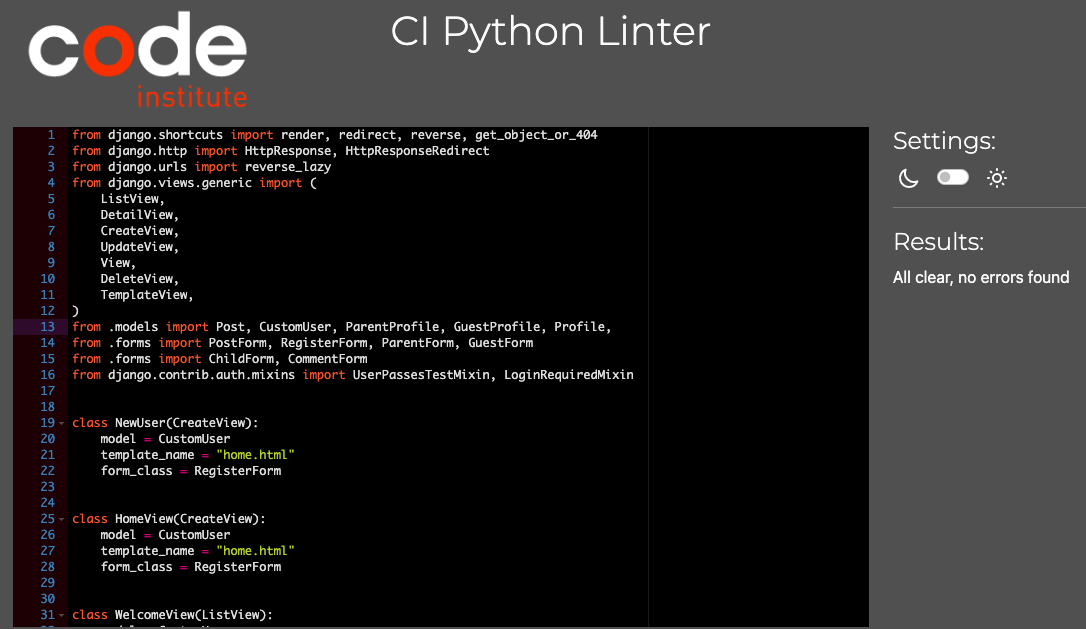 code
institute
CI Python Linter
1 from django.shortcuts import render, redirect, reverse, get_object_or_404
2 from django.http import HttpResponse, HttpResponseRedirect
3 from django.urls import reverse_lazy
4 from django.views.generic import (
5     ListView,
6     DetailView,
7     CreateView,
8     UpdateView,
9     View,
10     DeleteView,
11     TemplateView,
12 )
13 from .models import Post, CustomUser, ParentProfile, GuestProfile, Profile,
14 from .forms import PostForm, RegisterForm, ParentForm, GuestForm
15 from .forms import ChildForm, CommentForm
16 from django.contrib.auth.mixins import UserPassesTestMixin, LoginRequiredMixin
17
18
19 class NewUser(CreateView):
20     model = CustomUser
21     template_name = "home.html"
22     form_class = RegisterForm
23
24
25 class HomeView(CreateView):
26     model = CustomUser
27     template_name = "home.html"
28     form_class = RegisterForm
29
30
31 class WelcomeView(ListView):
Settings:
Results:
All clear, no errors found